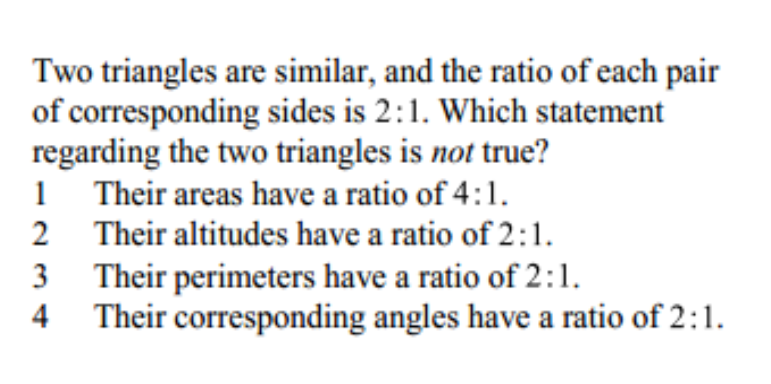 Two triangles are similar, and the ratio of each pair
of corresponding sides is 2:1. Which statement
regarding the two triangles is not true?
1 Their areas have a ratio of 4:1.
2 Their altitudes have a ratio of 2:1.
3 Their perimeters have a ratio of 2:1.
4 Their corresponding angles have a ratio of 2:1.